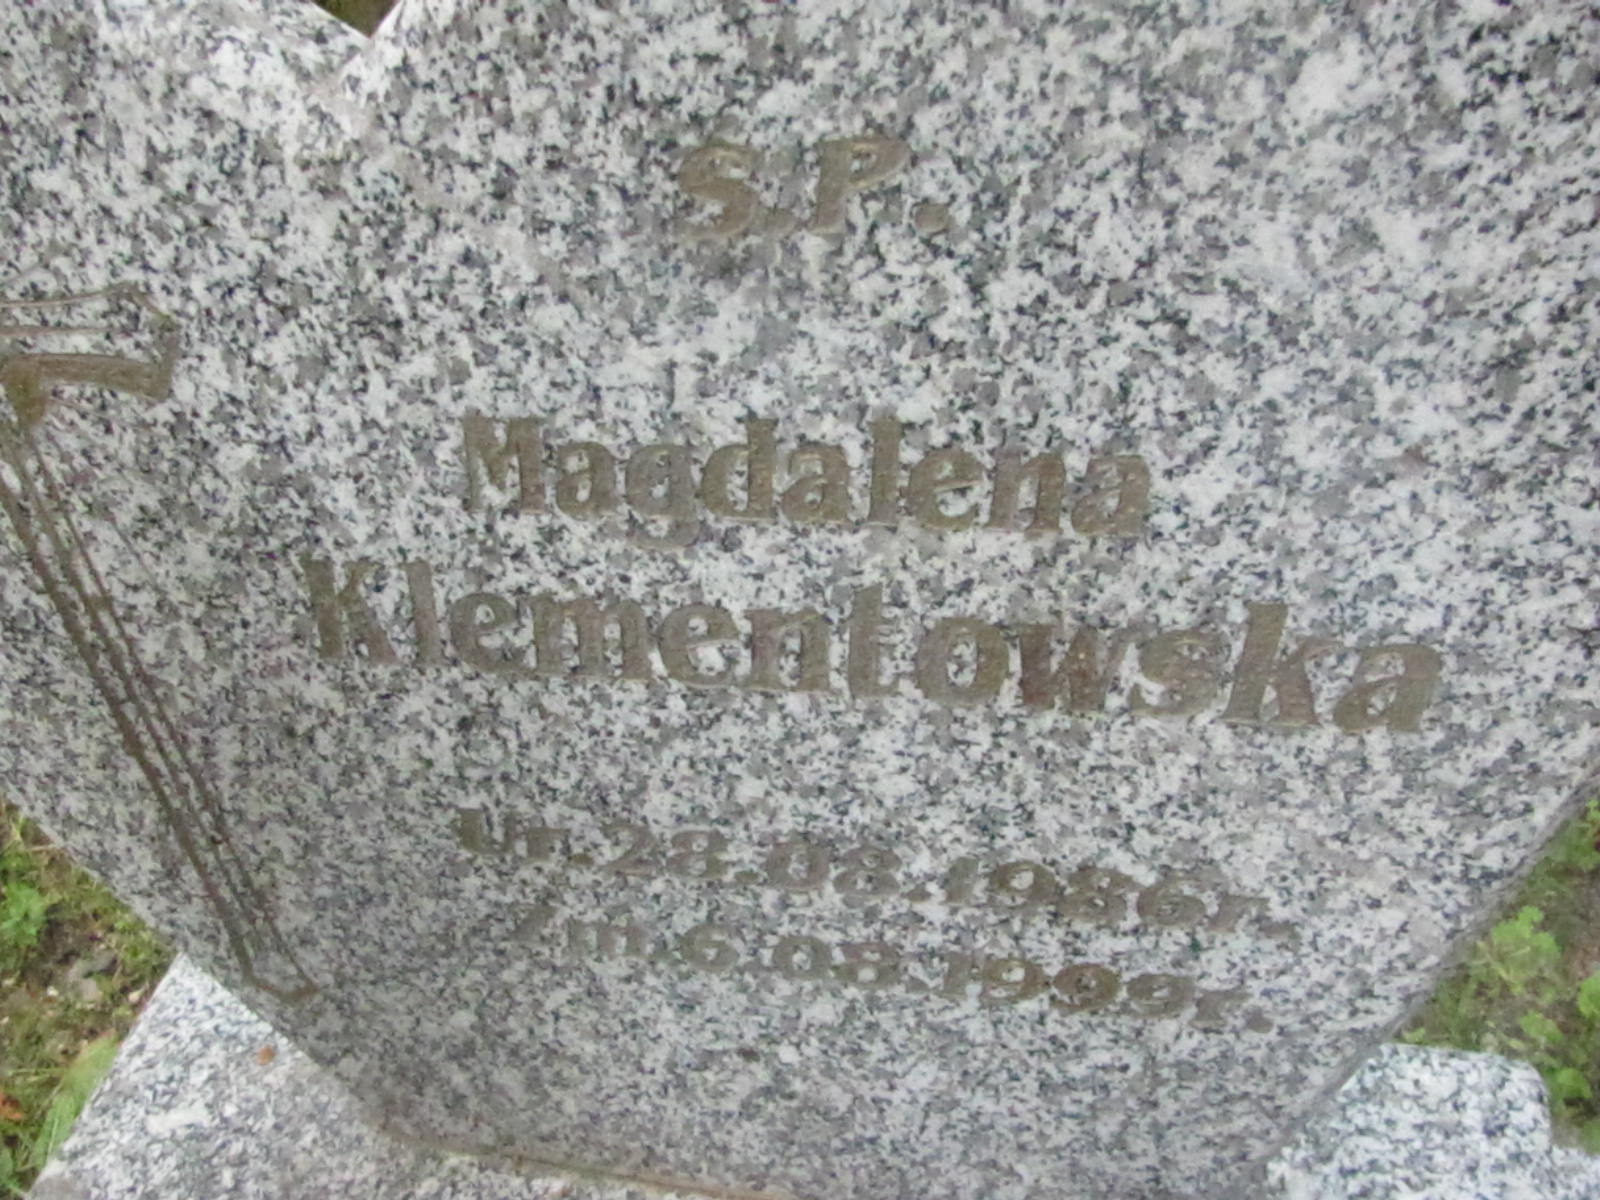 S.P.
Magdalena
Klementowska
Ur.28.08.1986r.
Zm.6.08.1999r.